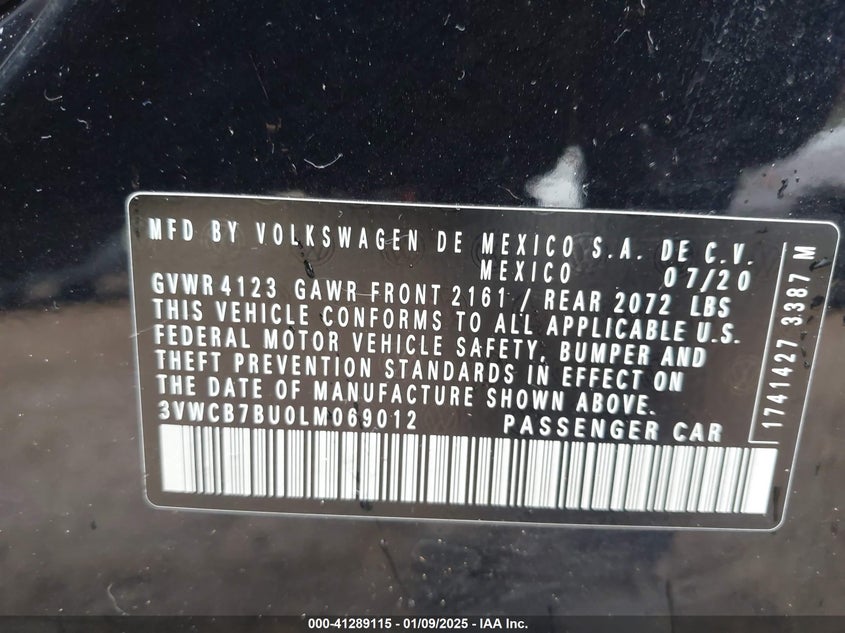 MFD BY VOLKSWAGEN DE MEXICO S.A. DE C.V.
MEXICO 07/20
GVWR 4123 GAWR FRONT 2161 / REAR 2072 LBS
THIS VEHICLE CONFORMS TO ALL APPLICABLE U.S.
FEDERAL MOTOR VEHICLE SAFETY, BUMPER AND
THEFT PREVENTION STANDARDS IN EFFECT ON
THE DATE OF MANUFACTURE SHOWN ABOVE.
3VWCB7BU0LM069012 PASSENGER CAR
1741427 3387 M
000-41289115 - 01/09/2025 - IAA Inc.